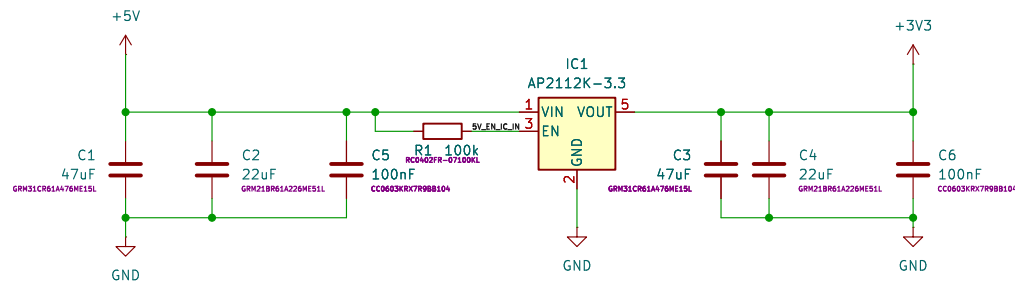 +5V
+3V3
IC1
AP2112K-3.3
1 VIN VOUT 5
5V_EN_IC_IN 3 EN
R1 100k
RC0402FR-07100KL
GND
2
C1
47uF
GRM31CR61A476ME15L
C2
22uF
GRM21BR61A226ME51L
C5
100nF
CC0603KRX7R9BB104
C3
47uF
GRM31CR61A476ME15L
C4
22uF
GRM21BR61A226ME51L
C6
100nF
CC0603KRX7R9BB104
GND
GND
GND